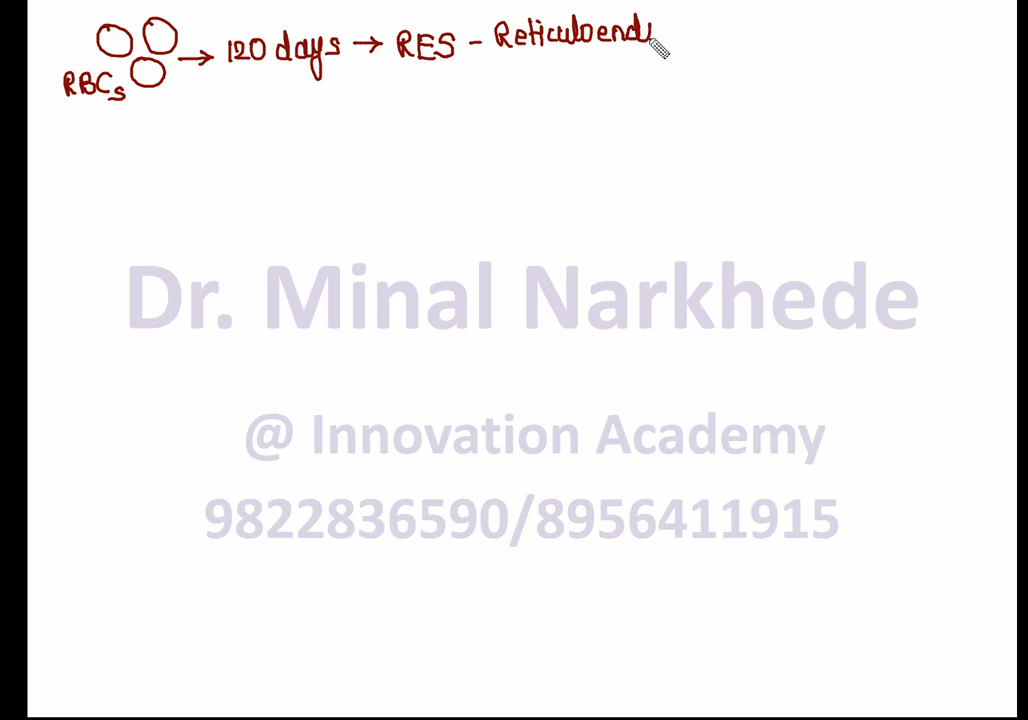 RBCs → 120 days → RES - Reticuloend
Dr. Minal Narkhede
@ Innovation Academy
9822836590/8956411915